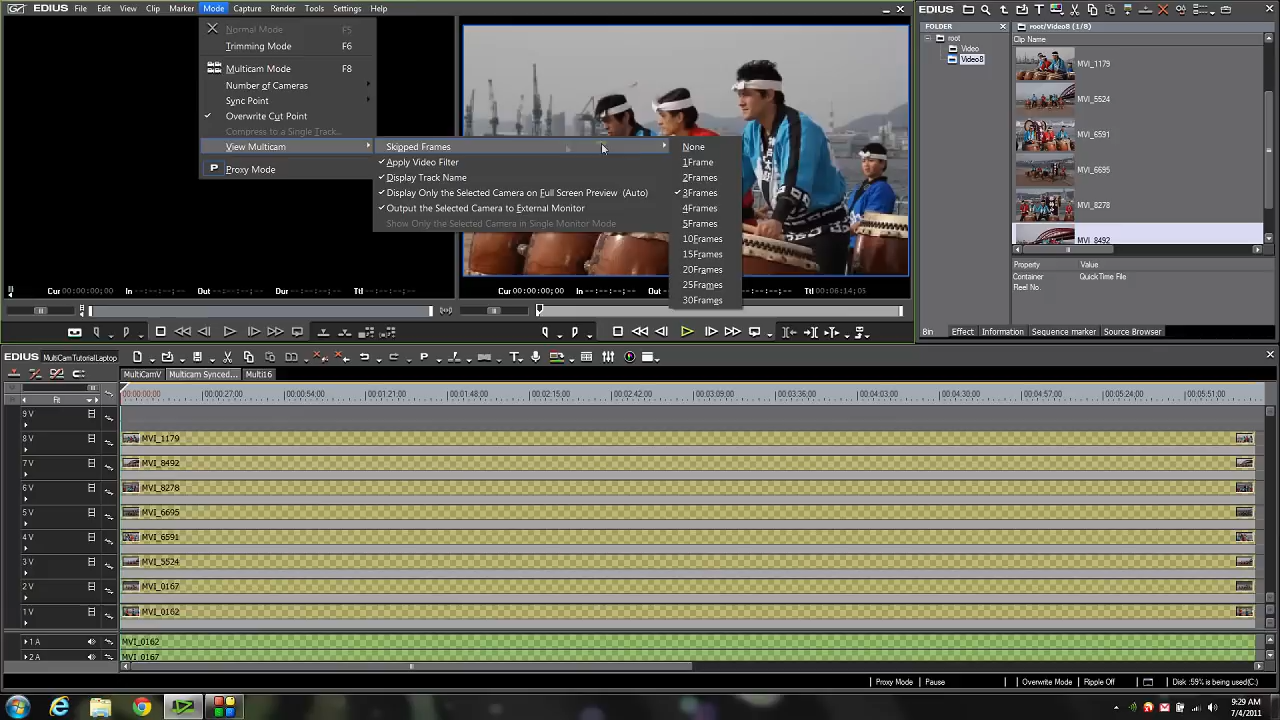 EDIUS File Edit View Clip Marker Mode Capture Render Tools Settings Help
Normal Mode F5
Trimming Mode F6
Multicam Mode F8
Number of Cameras
Sync Point
Overwrite Cut Point
Compress to a Single Track...
View Multicam
P Proxy Mode
Skipped Frames
Apply Video Filter
Display Track Name
Display Only the Selected Camera on Full Screen Preview (Auto)
Output the Selected Camera to External Monitor
Show Only the Selected Camera in Single Monitor Mode
None
1Frame
2Frames
3Frames
4Frames
5Frames
10Frames
15Frames
20Frames
25Frames
30Frames
Cur 00:00:00;00 In --:--:--;-- Out --:--:--;-- Dur --:--:--;-- Ttl --:--:--;--
Cur 00:00:00;00 In --:--:--;-- Out --:--:--;-- Ttl 00:06:14;05
EDIUS
FOLDER
root
Video
Video8
root/Video8 (1/8)
Clip Name
MVI_1179
MVI_5524
MVI_6591
MVI_8278
MVI_8492
Property Value
Container QuickTime File
Reel No.
Bin Effect Information Sequence marker Source Browser
EDIUS MultiCamTutorialLaptop
MultiCamV Multicam Synced... Multi16
Fit
00:00:00;00 00:00:27;00 00:00:54;00 00:01:21;00 00:01:48;00 00:02:15;00 00:02:42;00 00:03:09;00 00:03:36;00 00:04:03;00 00:04:30;00 00:04:57;00 00:05:24;00 00:05:51;00
9 V
8 V MVI_1179
7 V MVI_8492
6 V MVI_8278
5 V MVI_6695
4 V MVI_6591
3 V MVI_5524
2 V MVI_0167
1 V MVI_0162
1 A MVI_0162
2 A MVI_0167
Proxy Mode Pause Overwrite Mode Ripple Off Disk :59% is being used(C:)
9:29 AM
7/4/2011